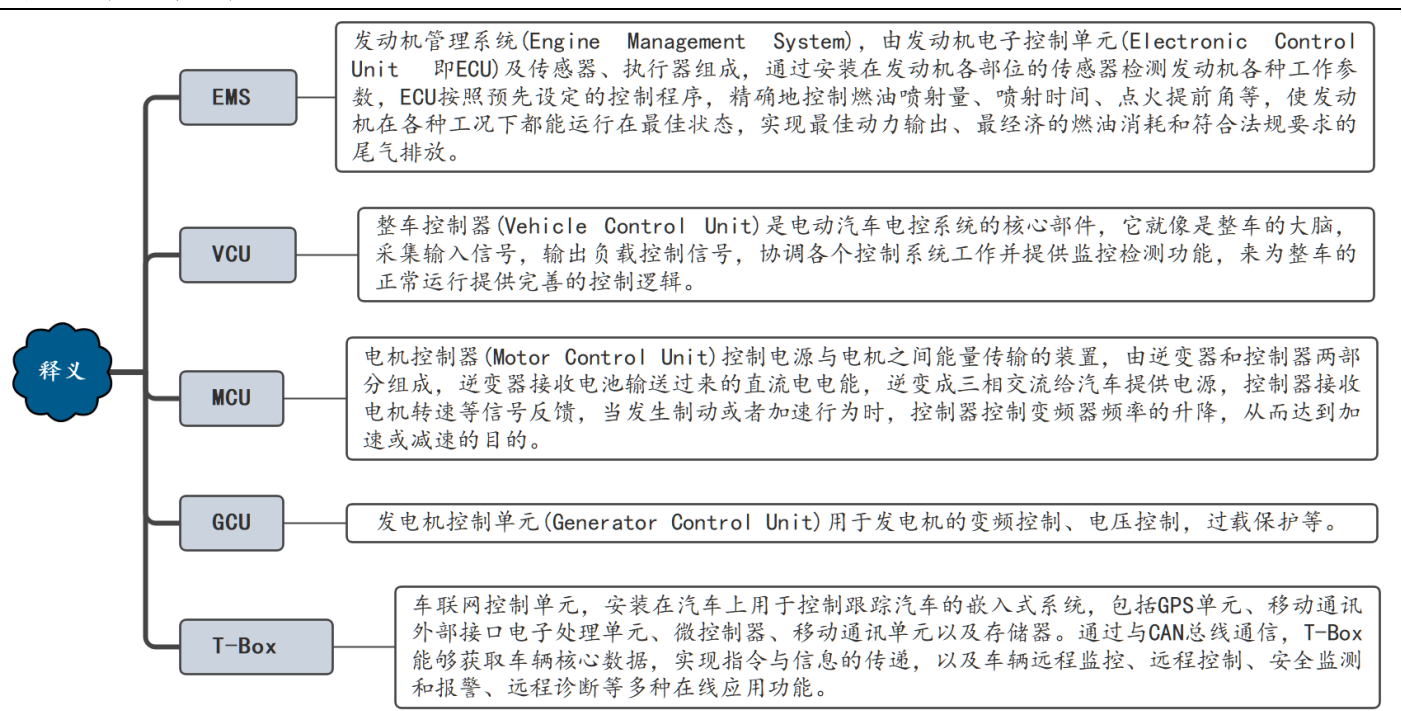 释义
EMS
发动机管理系统(Engine Management System)，由发动机电子控制单元(Electronic Control
Unit 即ECU)及传感器、执行器组成，通过安装在发动机各部位的传感器检测发动机各种工作参
数，ECU按照预先设定的控制程序，精确地控制燃油喷射量、喷射时间、点火提前角等，使发动
机在各种工况下都能运行在最佳状态，实现最佳动力输出、最经济的燃油消耗和符合法规要求的
尾气排放。
VCU
整车控制器(Vehicle Control Unit)是电动汽车电控系统的核心部件，它就像是整车的大脑，
采集输入信号，输出负载控制信号，协调各个控制系统工作并提供监控检测功能，来为整车的
正常运行提供完善的控制逻辑。
MCU
电机控制器(Motor Control Unit)控制电源与电机之间能量传输的装置，由逆变器和控制器两部
分组成，逆变器接收电池输送过来的直流电电能，逆变成三相交流给汽车提供电源，控制器接收
电机转速等信号反馈，当发生制动或者加速行为时，控制器控制变频器频率的升降，从而达到加
速或减速的目的。
GCU
发电机控制单元(Generator Control Unit)用于发电机的变频控制、电压控制，过载保护等。
T-Box
车联网控制单元，安装在汽车上用于控制跟踪汽车的嵌入式系统，包括GPS单元、移动通讯
外部接口电子处理单元、微控制器、移动通讯单元以及存储器。通过与CAN总线通信，T-Box
能够获取车辆核心数据，实现指令与信息的传递，以及车辆远程监控、远程控制、安全监测
和报警、远程诊断等多种在线应用功能。